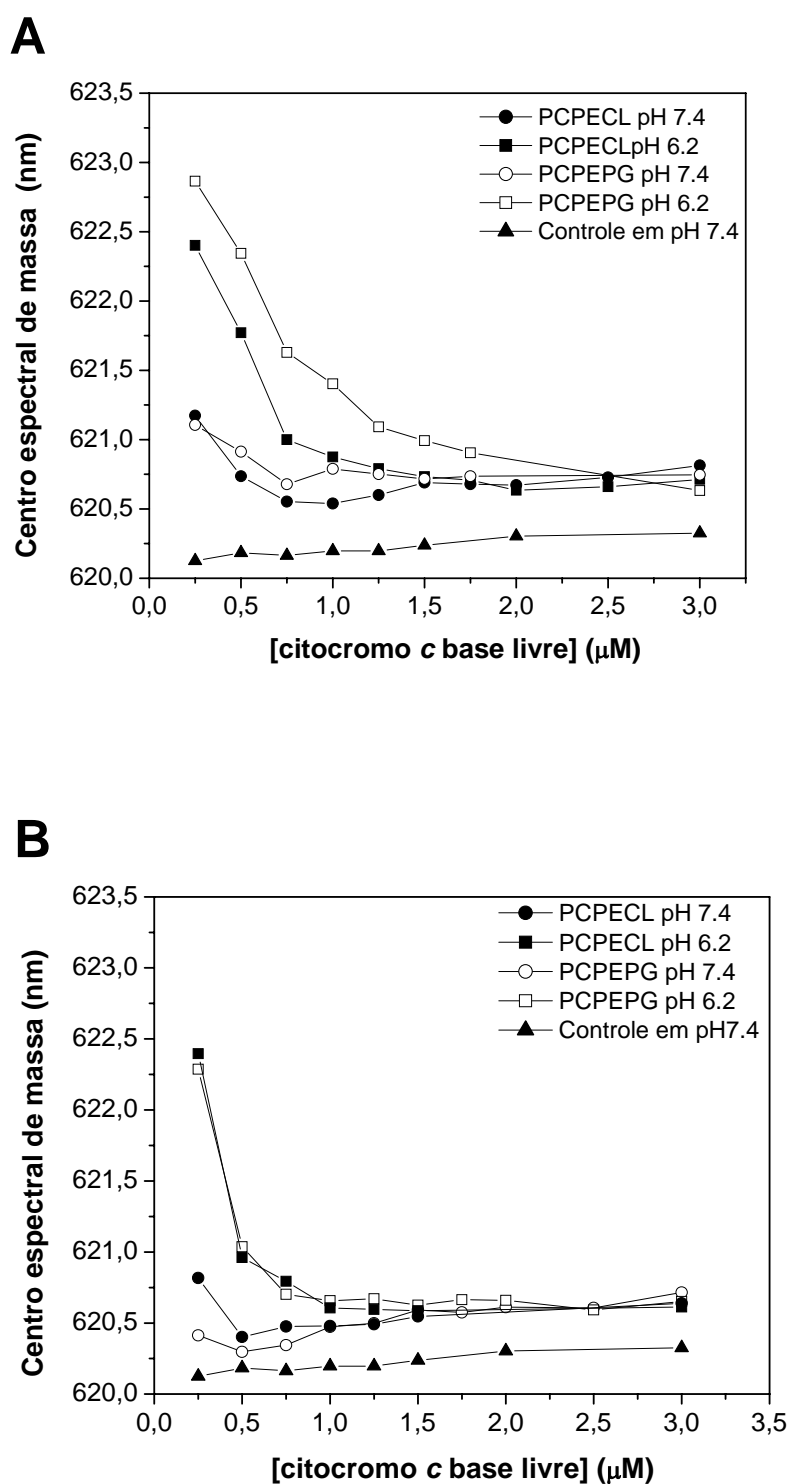 A
Centro espectral de massa (nm)
623,5
623,0
622,5
622,0
621,5
621,0
620,5
620,0
PCPECL pH 7.4
PCPECLpH 6.2
PCPEPG pH 7.4
PCPEPG pH 6.2
Controle em pH 7.4
0,0 0,5 1,0 1,5 2,0 2,5 3,0
[citocromo c base livre] (μM)
B
Centro espectral de massa (nm)
623,5
623,0
622,5
622,0
621,5
621,0
620,5
620,0
PCPECL pH 7.4
PCPECL pH 6.2
PCPEPG pH 7.4
PCPEPG pH 6.2
Controle em pH7.4
0,0 0,5 1,0 1,5 2,0 2,5 3,0 3,5
[citocromo c base livre] (μM)